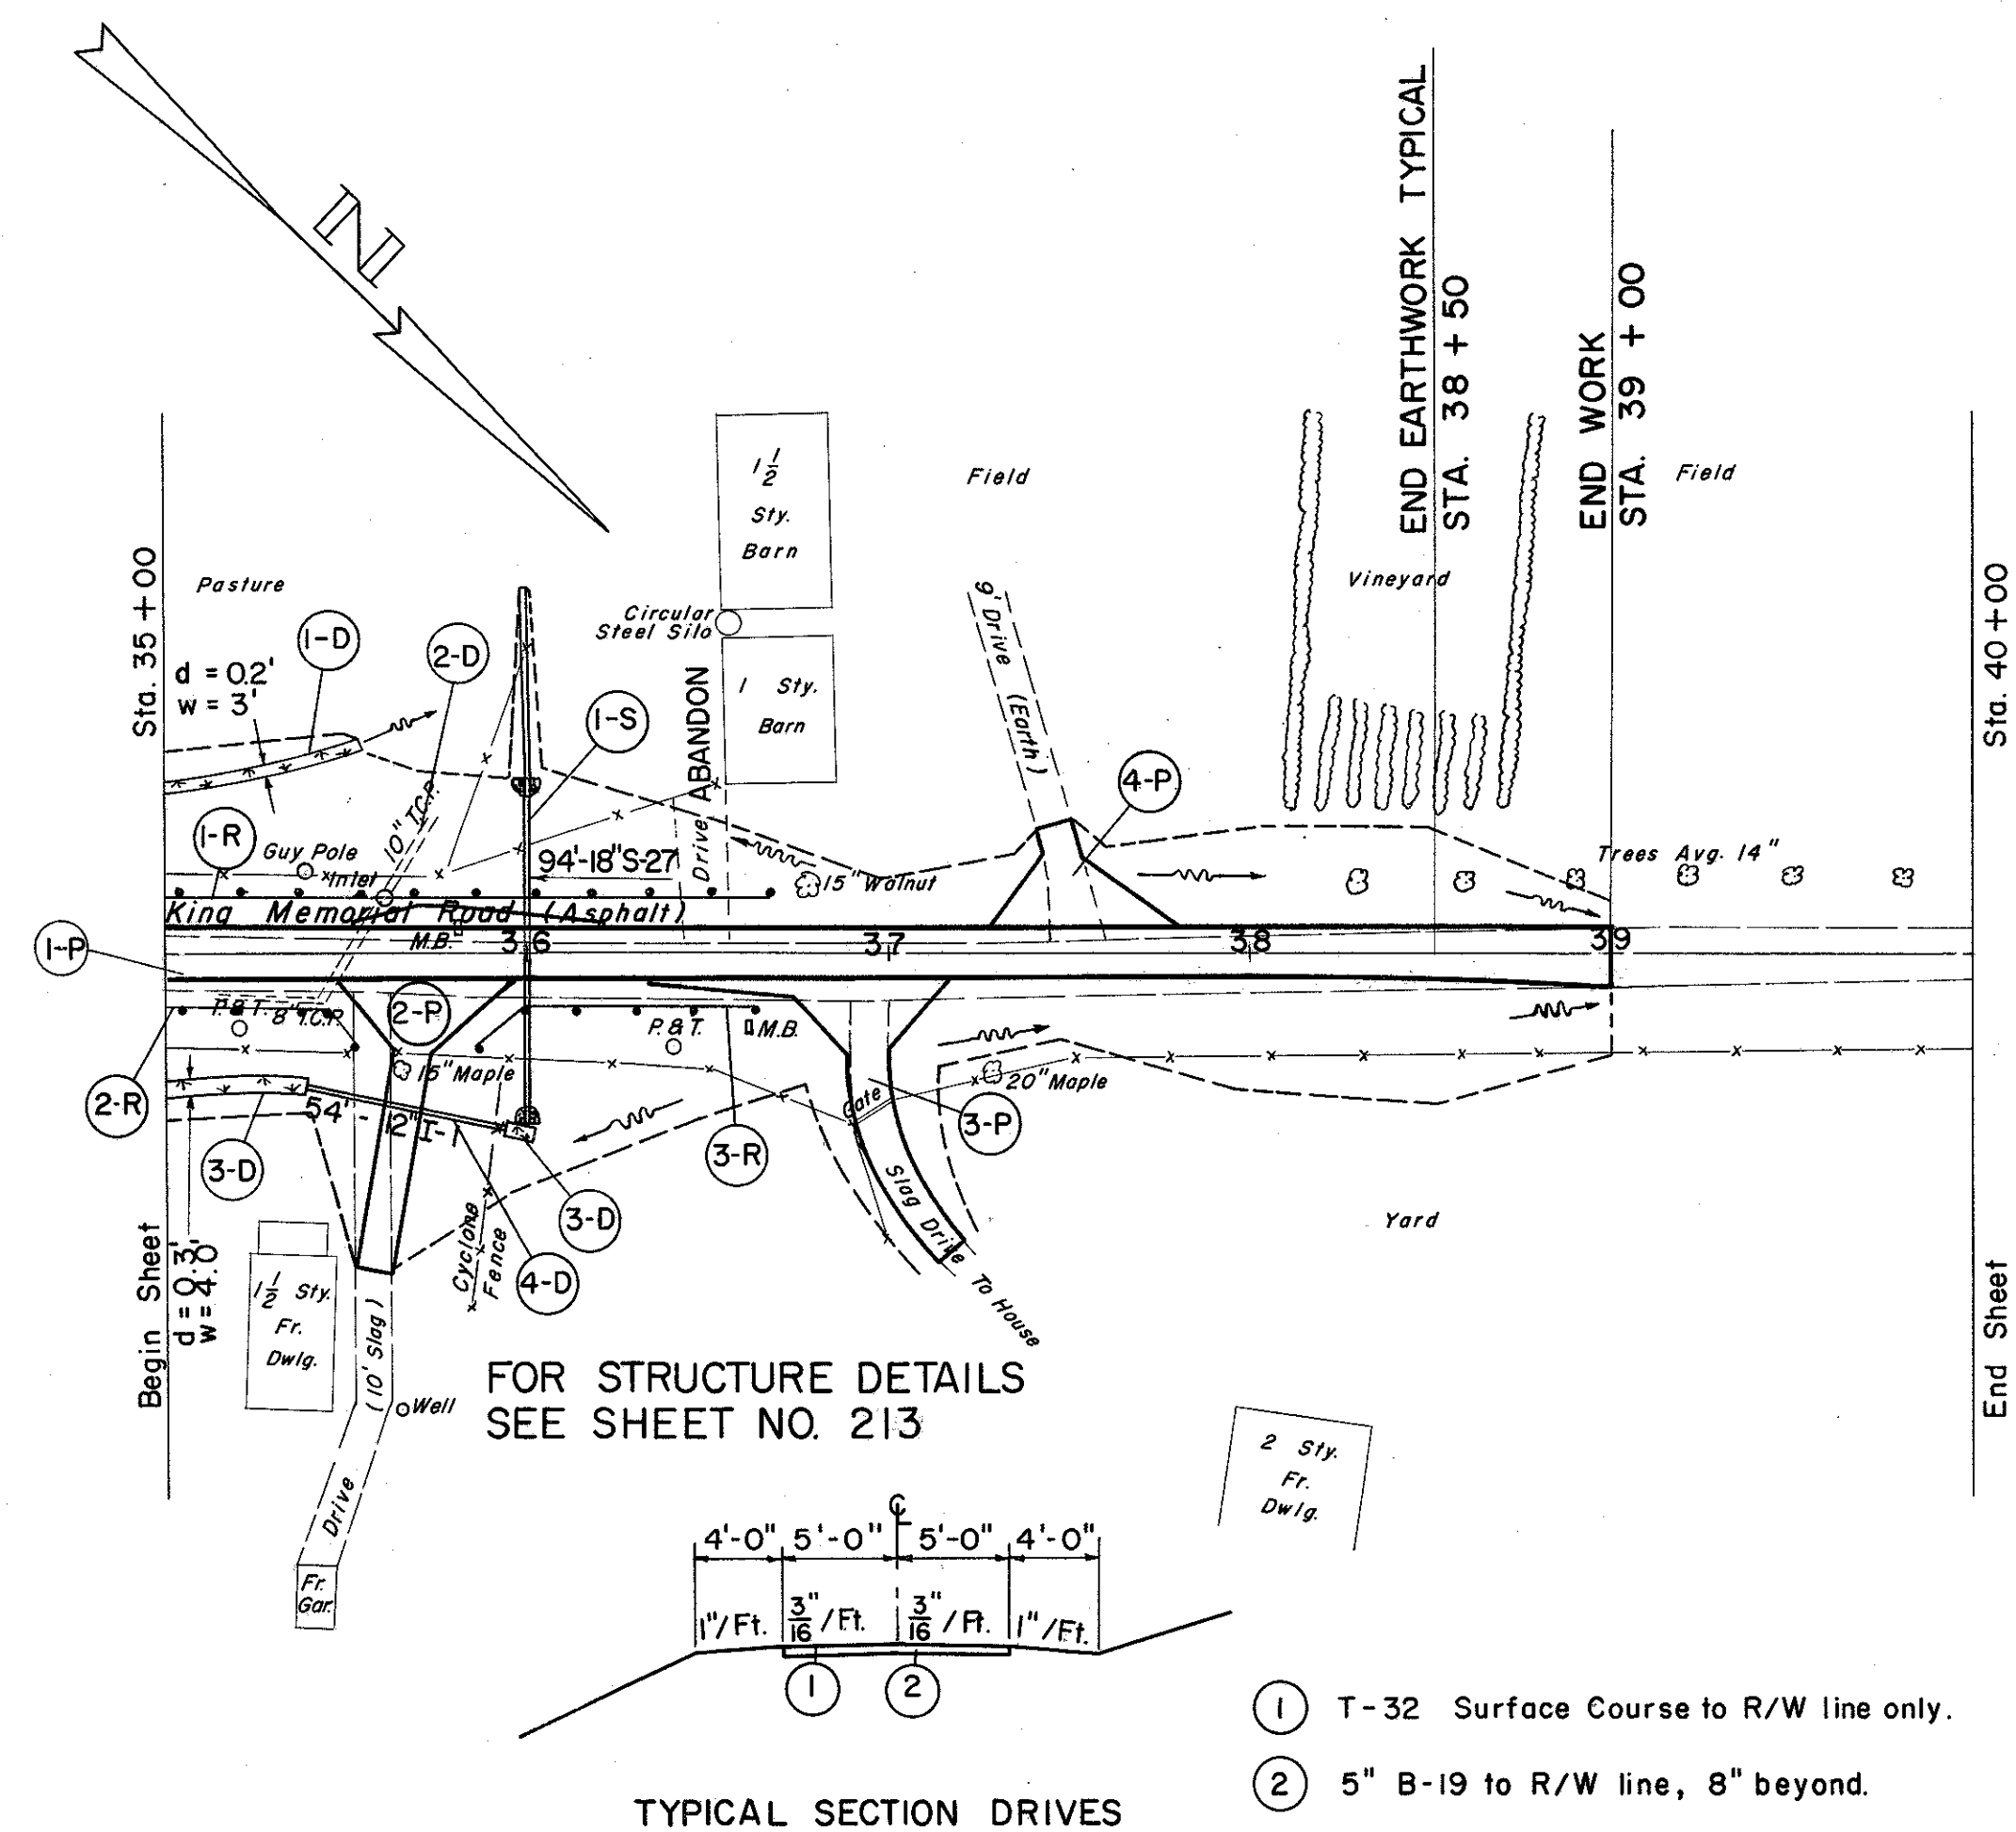 N
END EARTHWORK TYPICAL
STA. 38 + 50
END WORK
STA. 39 + 00
Field
Field
1 1/2
Sty.
Barn
Vineyard
Sta. 35+00
Pasture
Circular
Steel Silo
9' Drive (Earth)
Sta. 40+00
1-D
2-D
d = 0.2'
w = 3'
1-S
1 Sty.
Barn
Drive ABANDON
4-P
10" T.C.P.
1-R
Guy Pole
Inlet
94'-18"S-27
15" Walnut
Trees Avg. 14"
King Memorial Road (Asphalt)
M.B.
36
37
38
39
1-P
P. & T.
8" T.C.P.
2-P
P. & T.
M.B.
15" Maple
20" Maple
2-R
54' - 12" I-1
Gate
3-P
3-D
3-R
Slag Drive
To House
3-D
4-D
Cyclone
Fence
Yard
Begin Sheet
d = 0.3'
w = 4.0'
1 1/2 Sty.
Fr.
Dwlg.
(10' Slag)
Drive
Well
End Sheet
FOR STRUCTURE DETAILS
SEE SHEET NO. 213
2 Sty.
Fr.
Dwlg.
Fr.
Gar.
℄
4'-0" 5'-0" 5'-0" 4'-0"
1"/Ft. 3/16"/Ft. 3/16"/Ft. 1"/Ft.
1 2
1 T-32 Surface Course to R/W line only.
2 5" B-19 to R/W line, 8" beyond.
TYPICAL SECTION DRIVES